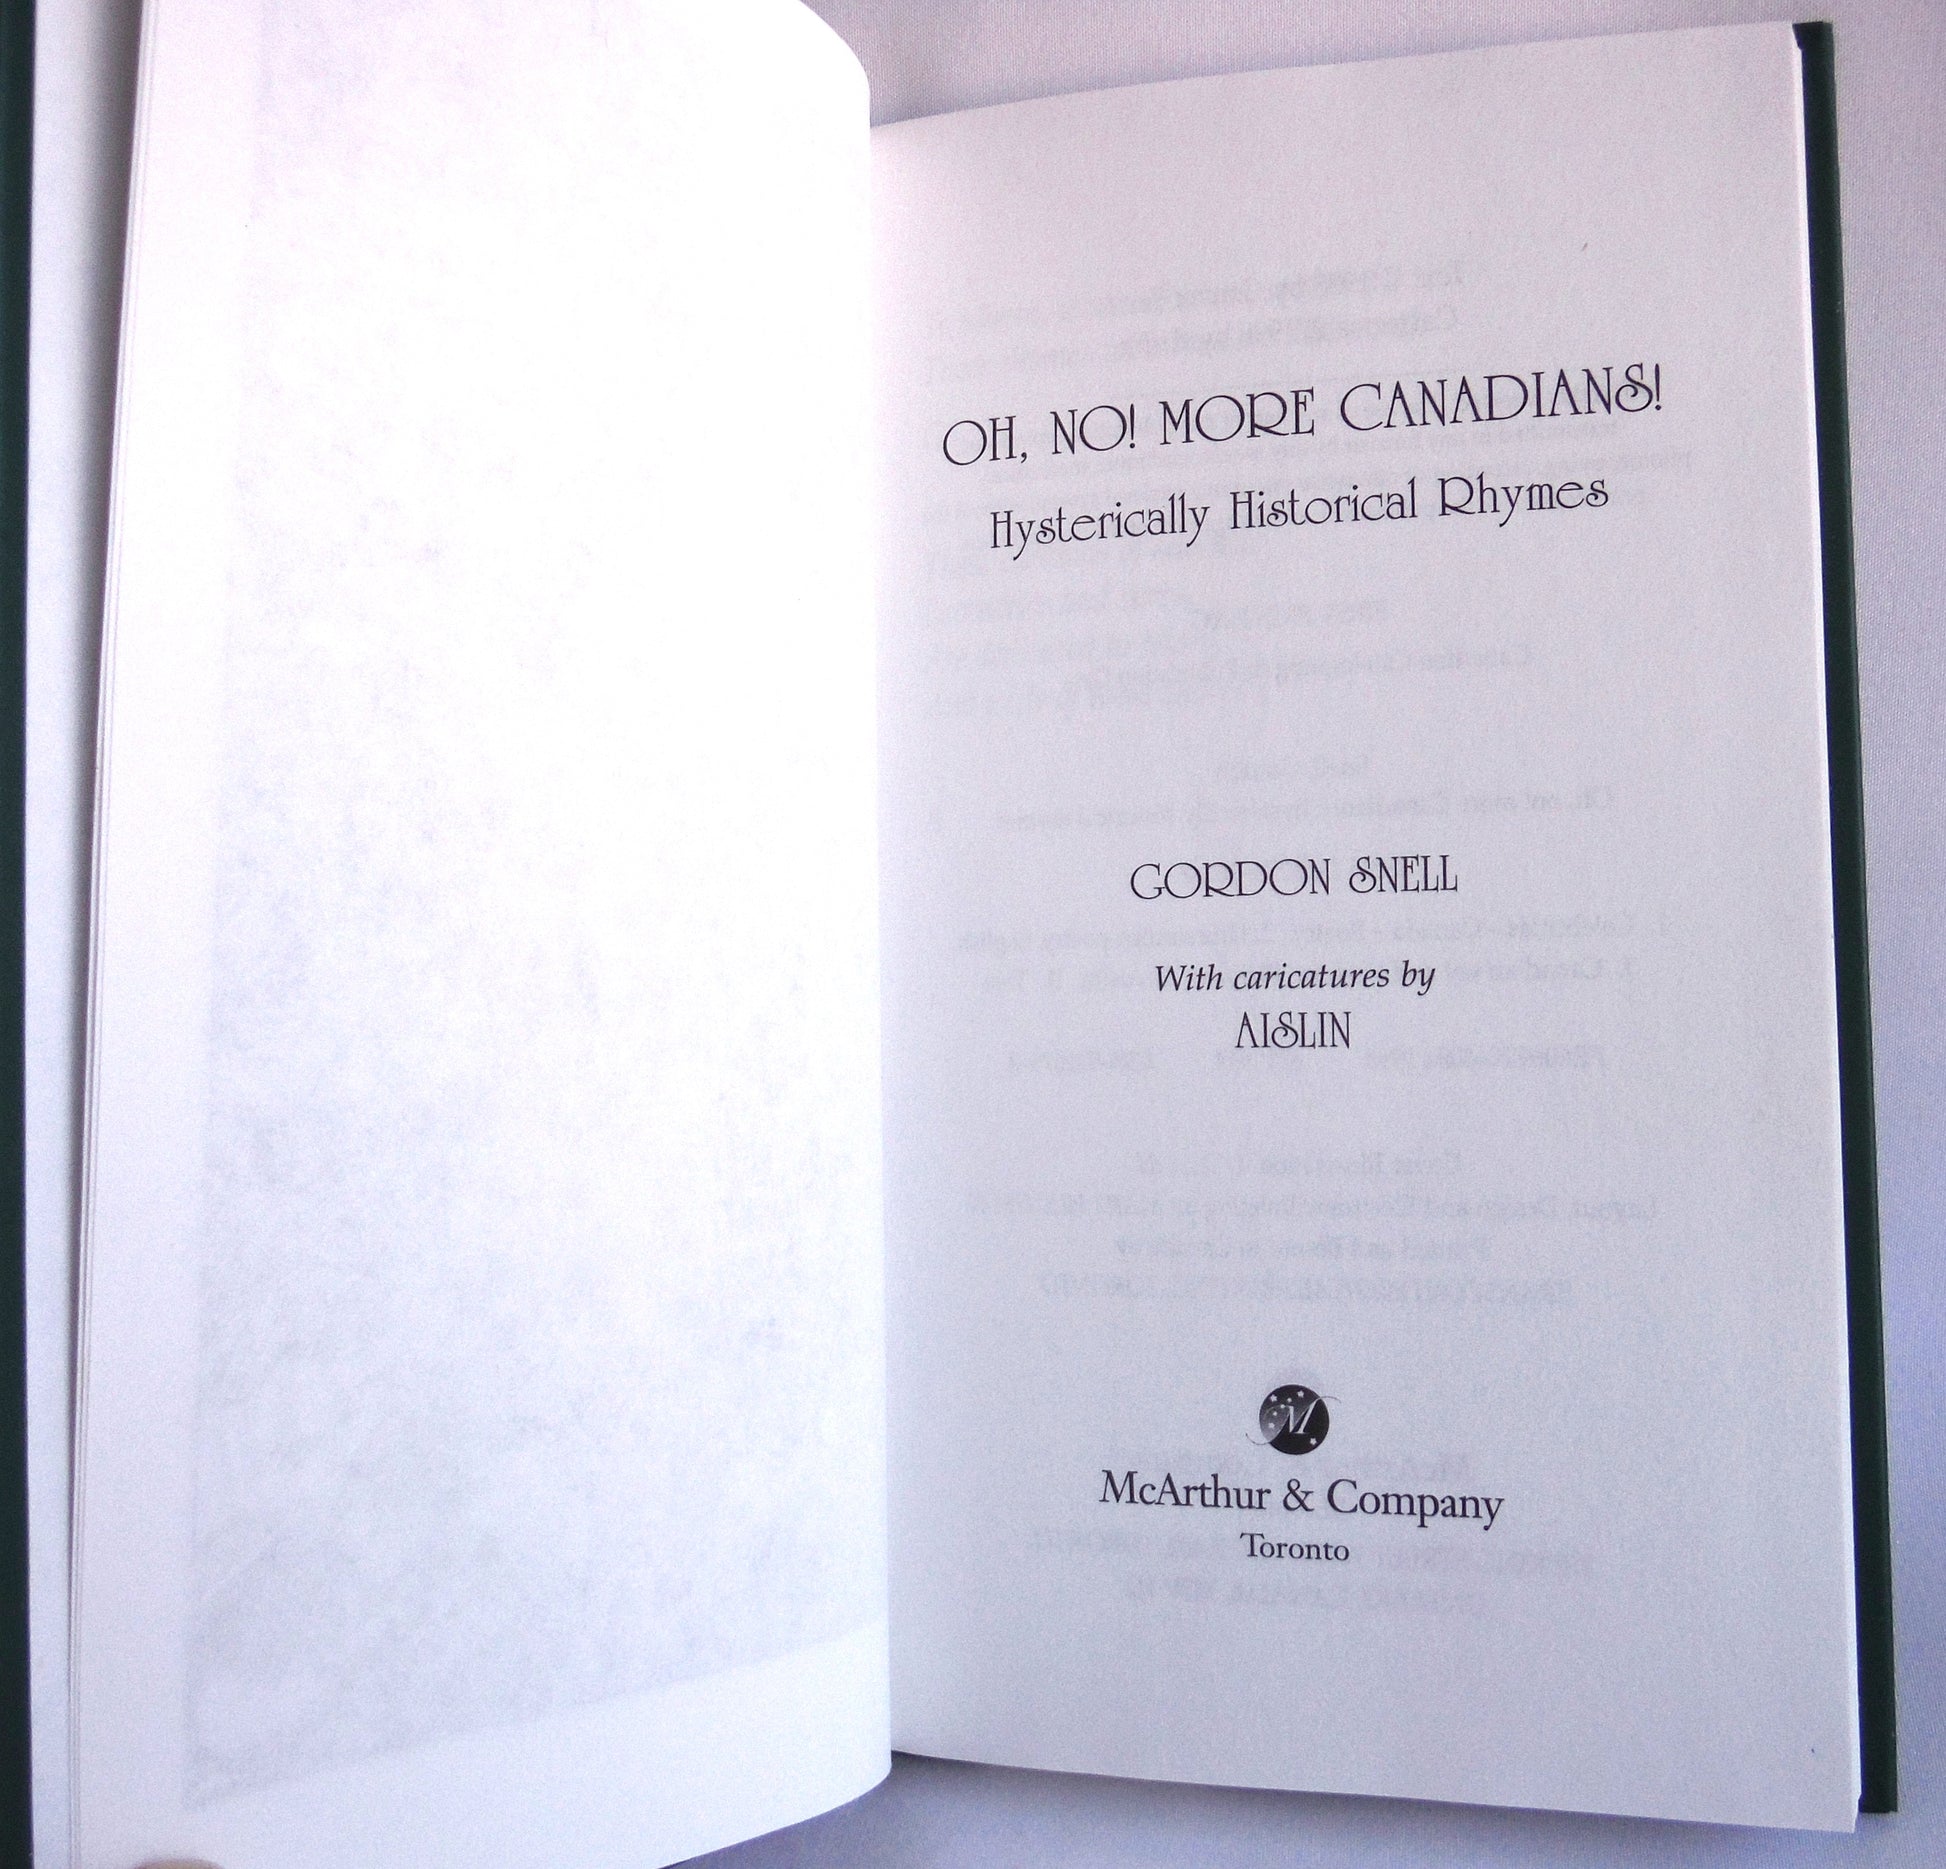 OH, NO! MORE CANADIANS!
Hysterically Historical Rhymes
GORDON SNELL
With caricatures by
AISLIN
M
McArthur & Company
Toronto